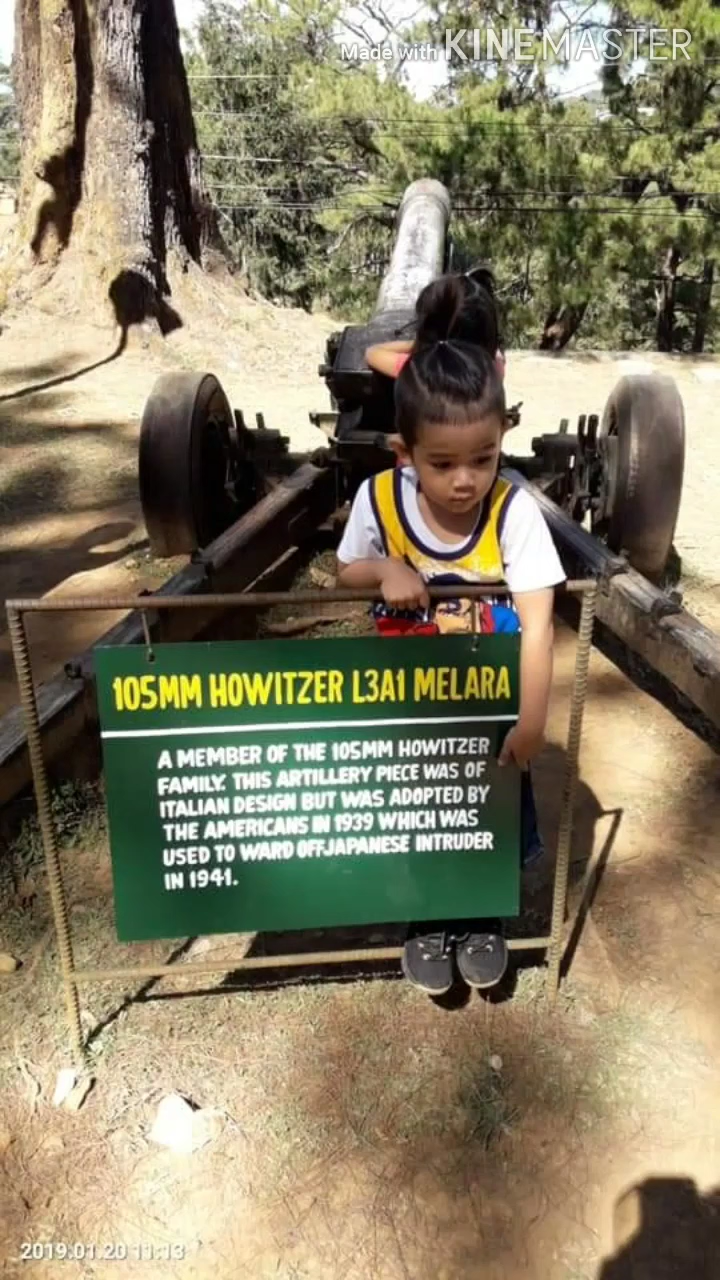 Made with KINEMASTER
105MM HOWITZER L3A1 MELARA
A MEMBER OF THE 105MM HOWITZER
FAMILY. THIS ARTILLERY PIECE WAS OF
ITALIAN DESIGN BUT WAS ADOPTED BY
THE AMERICANS IN 1939 WHICH WAS
USED TO WARD OFF JAPANESE INTRUDER
IN 1941.
2019.01.20 11:13